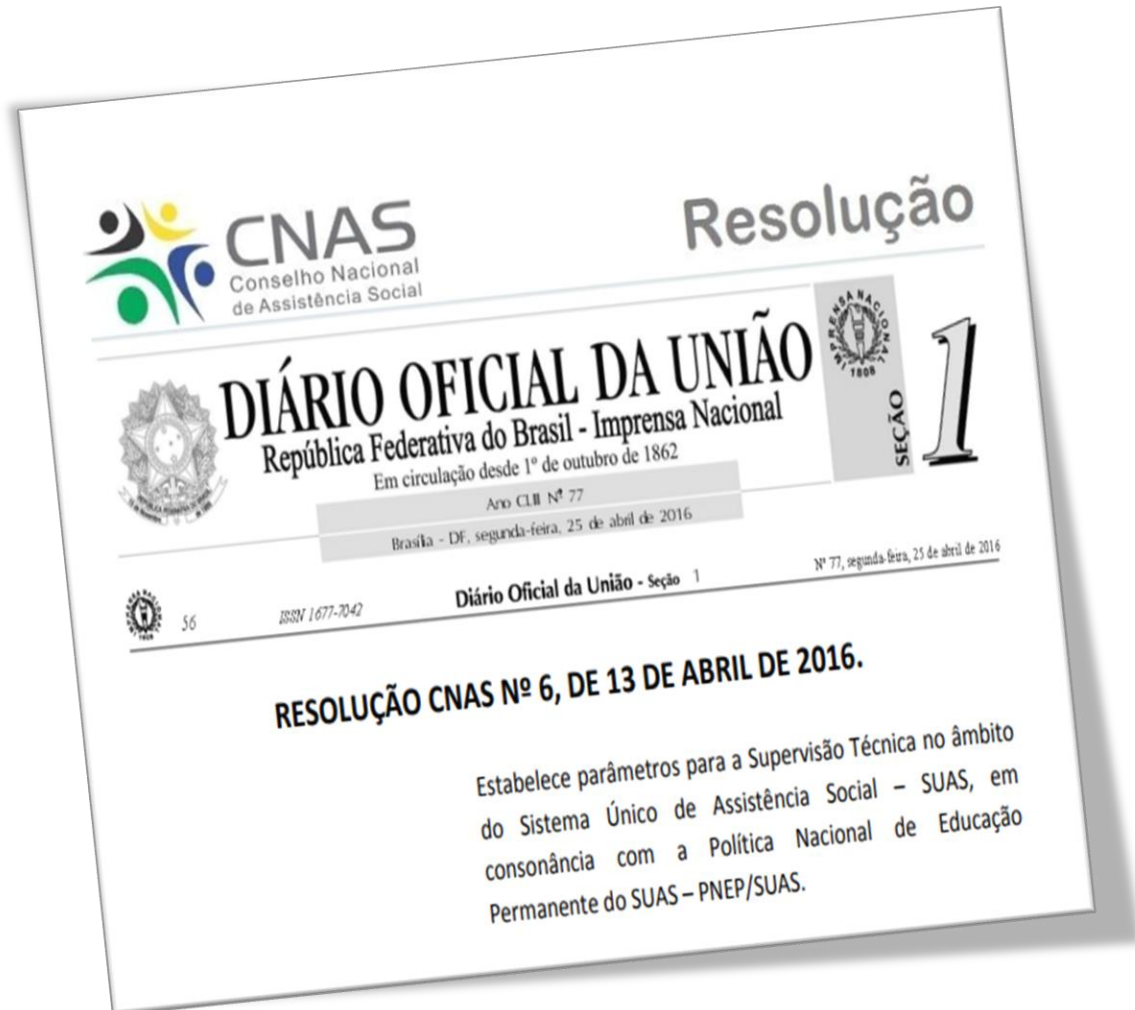 CNAS
Conselho Nacional
de Assistência Social
Resolução
DIÁRIO OFICIAL DA UNIÃO
República Federativa do Brasil - Imprensa Nacional
Em circulação desde 1º de outubro de 1862
Ano CLIII Nº 77
Brasília - DF, segunda-feira, 25 de abril de 2016
IMPRENSA NACIONAL
1808
SEÇÃO
1
56
ISSN 1677-7042
Diário Oficial da União - Seção 1
Nº 77, segunda-feira, 25 de abril de 2016
RESOLUÇÃO CNAS Nº 6, DE 13 DE ABRIL DE 2016.
Estabelece parâmetros para a Supervisão Técnica no âmbito
do Sistema Único de Assistência Social – SUAS, em
consonância com a Política Nacional de Educação
Permanente do SUAS – PNEP/SUAS.